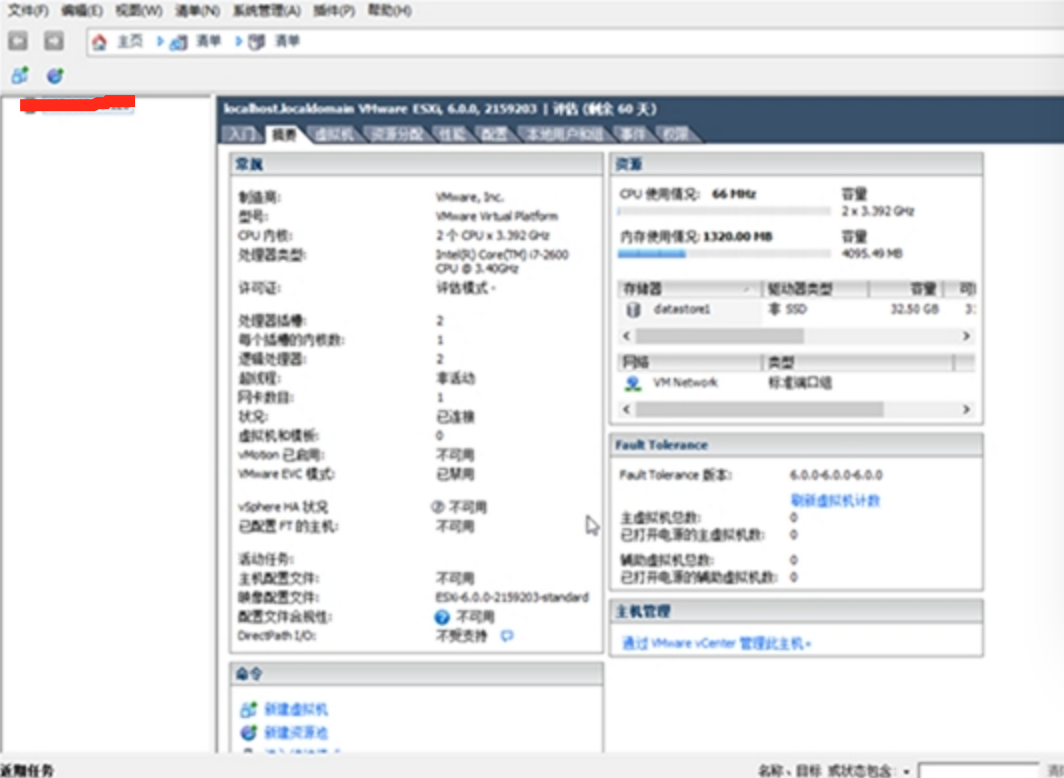 文件(F) 编辑(E) 视图(W) 清单(N) 系统管理(A) 插件(P) 帮助(H)
主页 清单 清单
localhost.localdomain VMware ESXi, 6.0.0, 2159203 | 评估 (剩余 60 天)
入门 摘要 虚拟机 资源分配 性能 配置 本地用户和组 事件 权限
常规
制造商: VMware, Inc.
型号: VMware Virtual Platform
CPU 内核: 2 个 CPU x 3.392 GHz
处理器类型: Intel(R) Core(TM) i7-2600
CPU @ 3.40GHz
许可证: 评估模式 -
处理器插槽: 2
每个插槽的内核数: 1
逻辑处理器: 2
超线程: 非活动
网卡数目: 1
状况: 已连接
虚拟机和模板: 0
vMotion 已启用: 不可用
VMware EVC 模式: 已禁用
vSphere HA 状况 不可用
已配置 FT 的主机: 不可用
活动任务:
主机配置文件: 不可用
映像配置文件: ESXi-6.0.0-2159203-standard
配置文件合规性: 不可用
DirectPath I/O: 不受支持
命令
新建虚拟机
新建资源池
资源
CPU 使用情况: 66 MHz 容量
2 x 3.392 GHz
内存使用情况: 1320.00 MB 容量
4095.49 MB
存储器 驱动器类型 容量 可
datastore1 非 SSD 32.50 GB 3
网络 类型
VM Network 标准端口组
Fault Tolerance
Fault Tolerance 版本: 6.0.0-6.0.0-6.0.0
刷新虚拟机计数
主虚拟机总数: 0
已打开电源的主虚拟机数: 0
辅助虚拟机总数: 0
已打开电源的辅助虚拟机数: 0
主机管理
通过 VMware vCenter 管理此主机
近期任务
名称、目标 或状态包含: